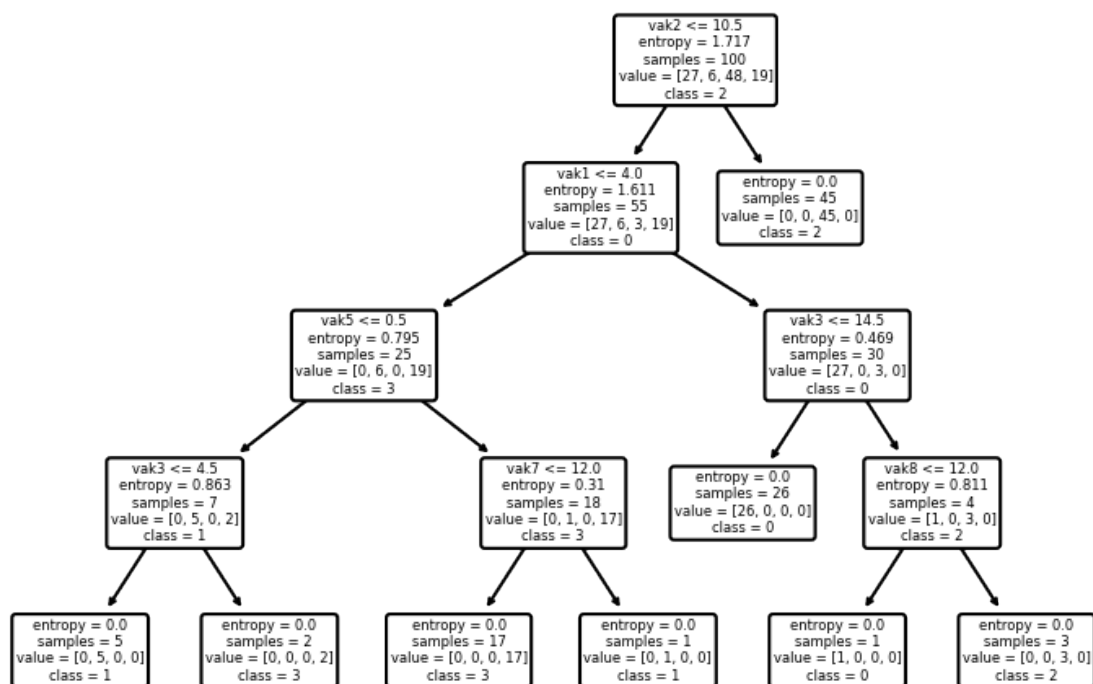 vak2 <= 10.5
entropy = 1.717
samples = 100
value = [27, 6, 48, 19]
class = 2
vak1 <= 4.0
entropy = 1.611
samples = 55
value = [27, 6, 3, 19]
class = 0
entropy = 0.0
samples = 45
value = [0, 0, 45, 0]
class = 2
vak5 <= 0.5
entropy = 0.795
samples = 25
value = [0, 6, 0, 19]
class = 3
vak3 <= 14.5
entropy = 0.469
samples = 30
value = [27, 0, 3, 0]
class = 0
vak3 <= 4.5
entropy = 0.863
samples = 7
value = [0, 5, 0, 2]
class = 1
vak7 <= 12.0
entropy = 0.31
samples = 18
value = [0, 1, 0, 17]
class = 3
entropy = 0.0
samples = 26
value = [26, 0, 0, 0]
class = 0
vak8 <= 12.0
entropy = 0.811
samples = 4
value = [1, 0, 3, 0]
class = 2
entropy = 0.0
samples = 5
value = [0, 5, 0, 0]
class = 1
entropy = 0.0
samples = 2
value = [0, 0, 0, 2]
class = 3
entropy = 0.0
samples = 17
value = [0, 0, 0, 17]
class = 3
entropy = 0.0
samples = 1
value = [0, 1, 0, 0]
class = 1
entropy = 0.0
samples = 1
value = [1, 0, 0, 0]
class = 0
entropy = 0.0
samples = 3
value = [0, 0, 3, 0]
class = 2